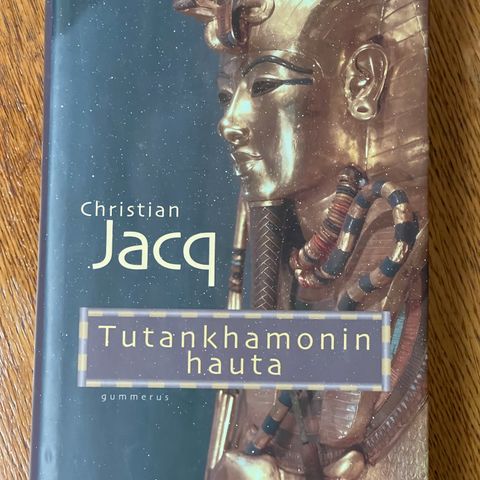 Christian
Jacq
Tutankhamonin
hauta
gummerus